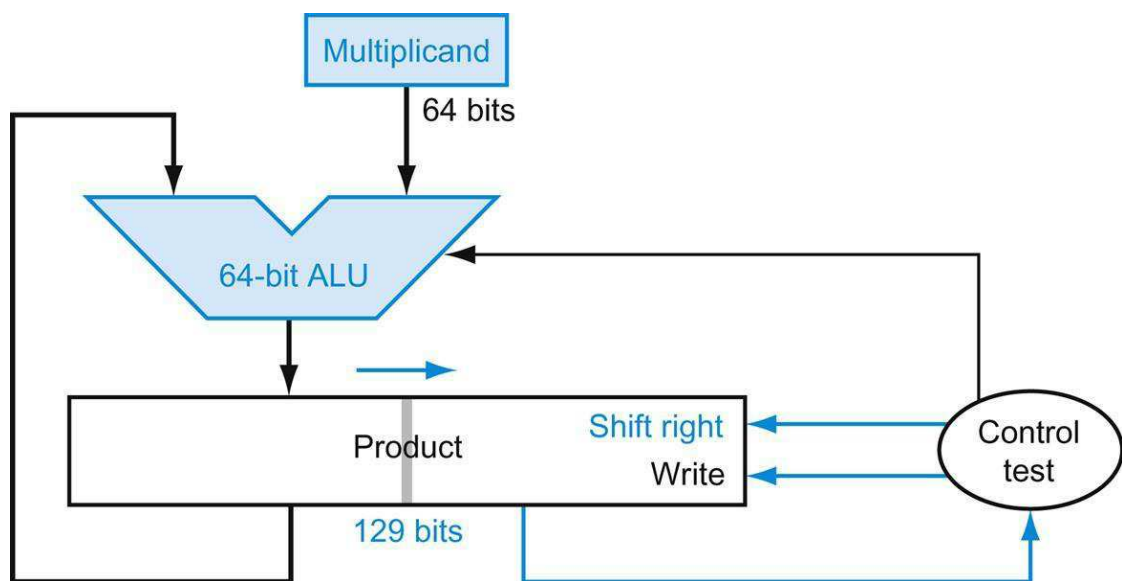 Multiplicand
64 bits
64-bit ALU
Product
Shift right
Write
Control
test
129 bits